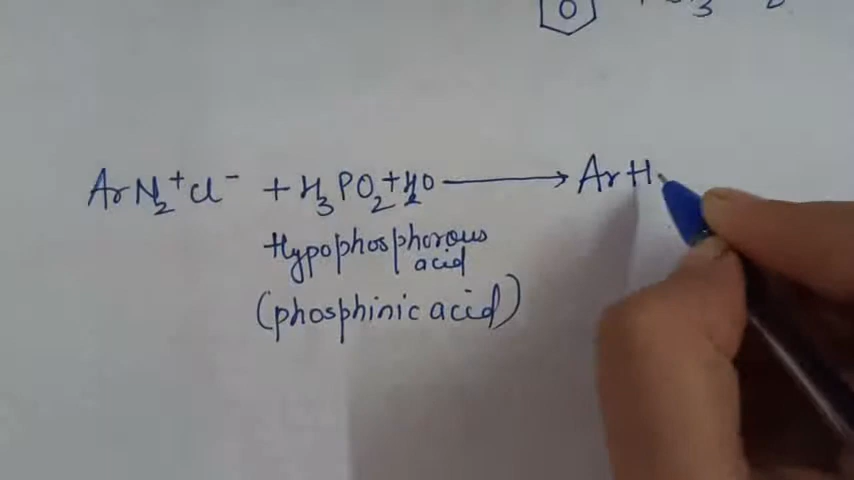 ArN₂⁺Cl⁻ + H₃PO₂ + H₂O ⟶ ArH
Hypophosphorous
acid
(phosphinic acid)